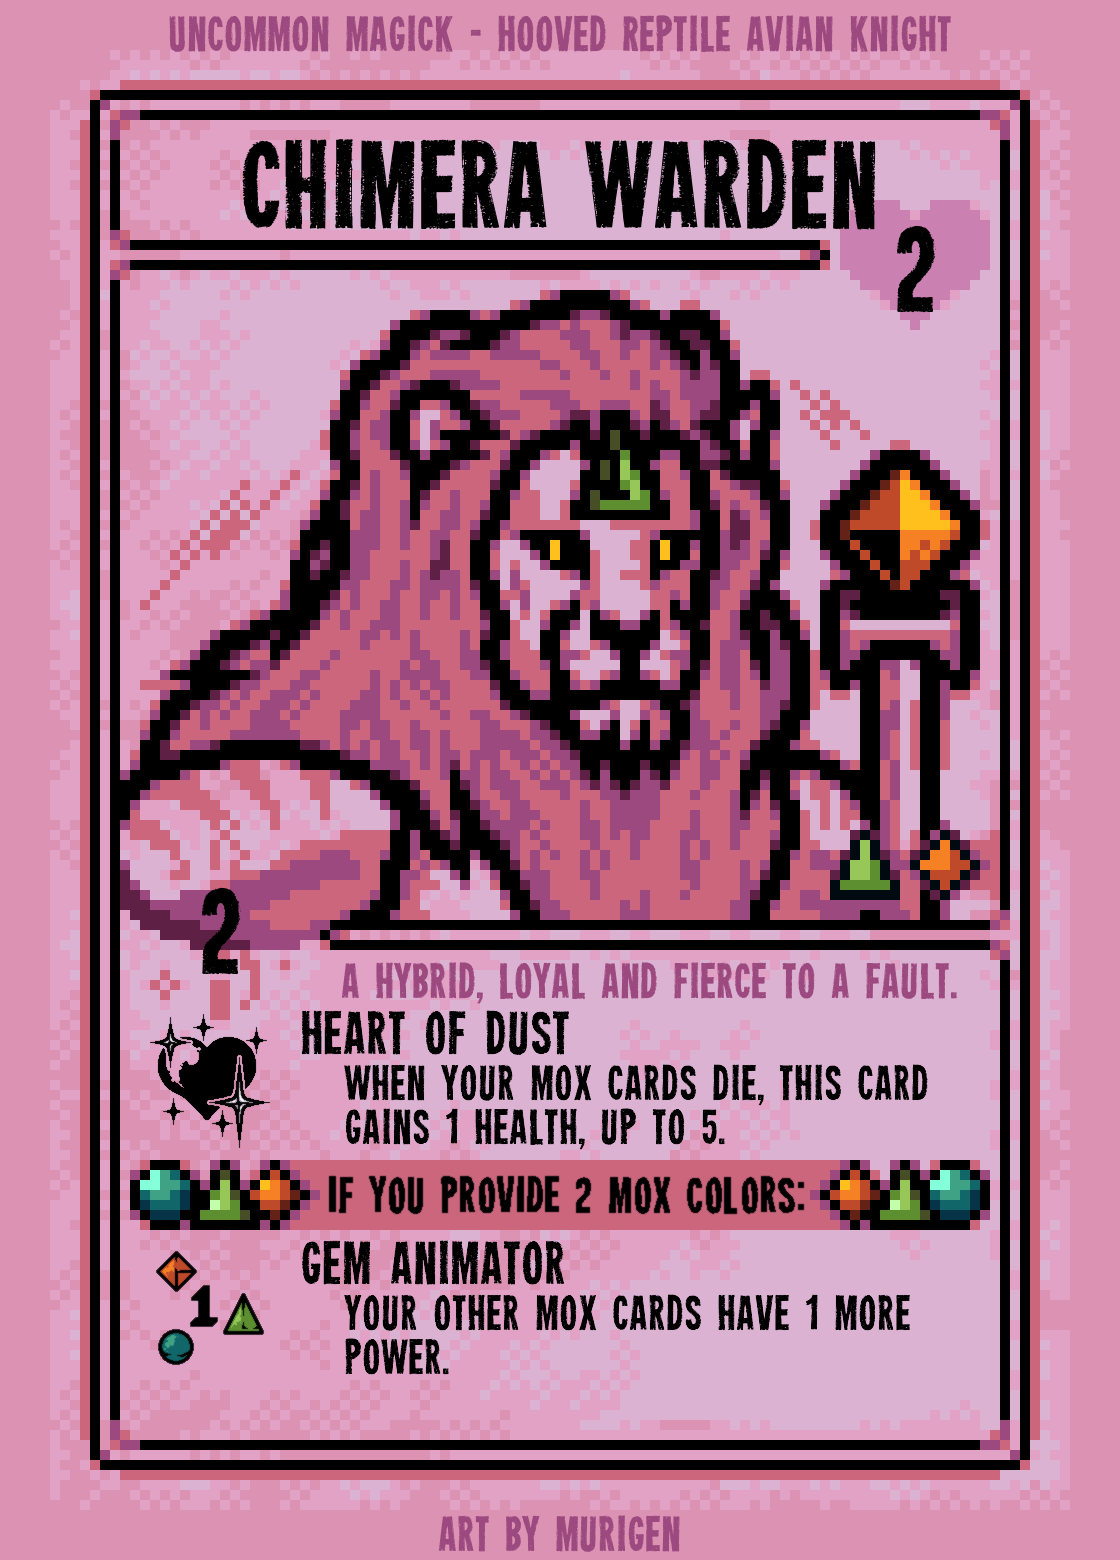 UNCOMMON MAGICK - HOOVED REPTILE AVIAN KNIGHT
CHIMERA WARDEN
2
2
A HYBRID, LOYAL AND FIERCE TO A FAULT.
HEART OF DUST
WHEN YOUR MOX CARDS DIE, THIS CARD
GAINS 1 HEALTH, UP TO 5.
IF YOU PROVIDE 2 MOX COLORS:
GEM ANIMATOR
1
YOUR OTHER MOX CARDS HAVE 1 MORE
POWER.
ART BY MURIGEN